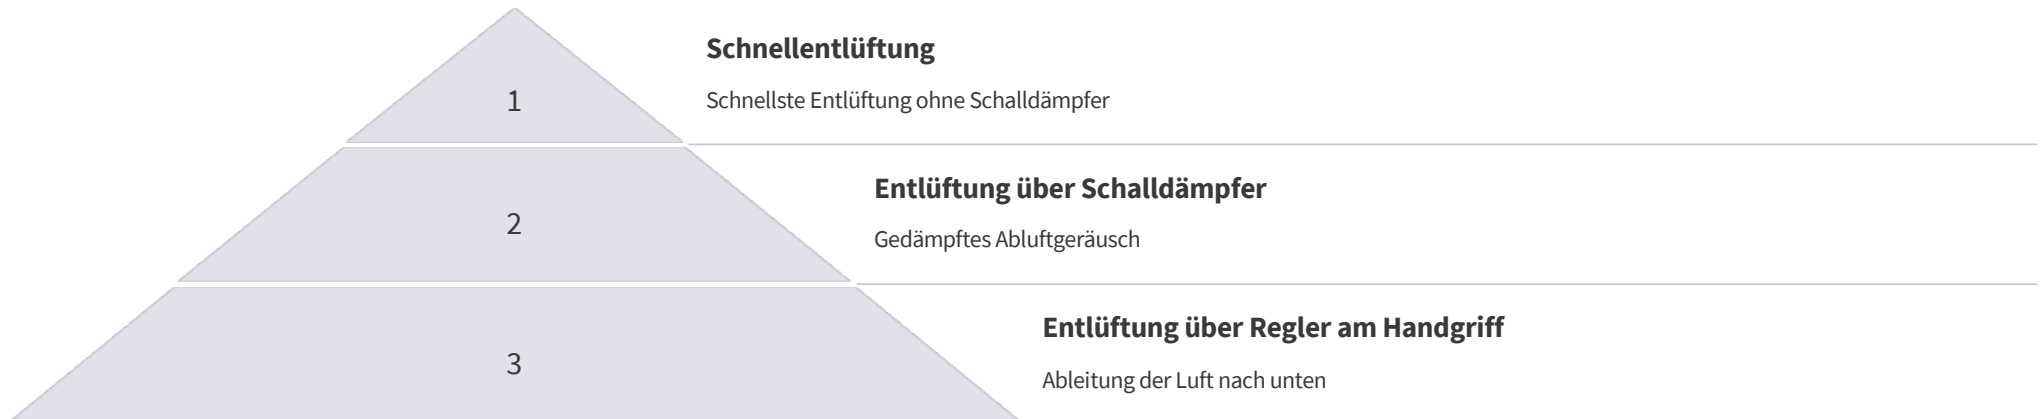 1
Schnellentlüftung
Schnellste Entlüftung ohne Schalldämpfer
2
Entlüftung über Schalldämpfer
Gedämpftes Abluftgeräusch
3
Entlüftung über Regler am Handgriff
Ableitung der Luft nach unten